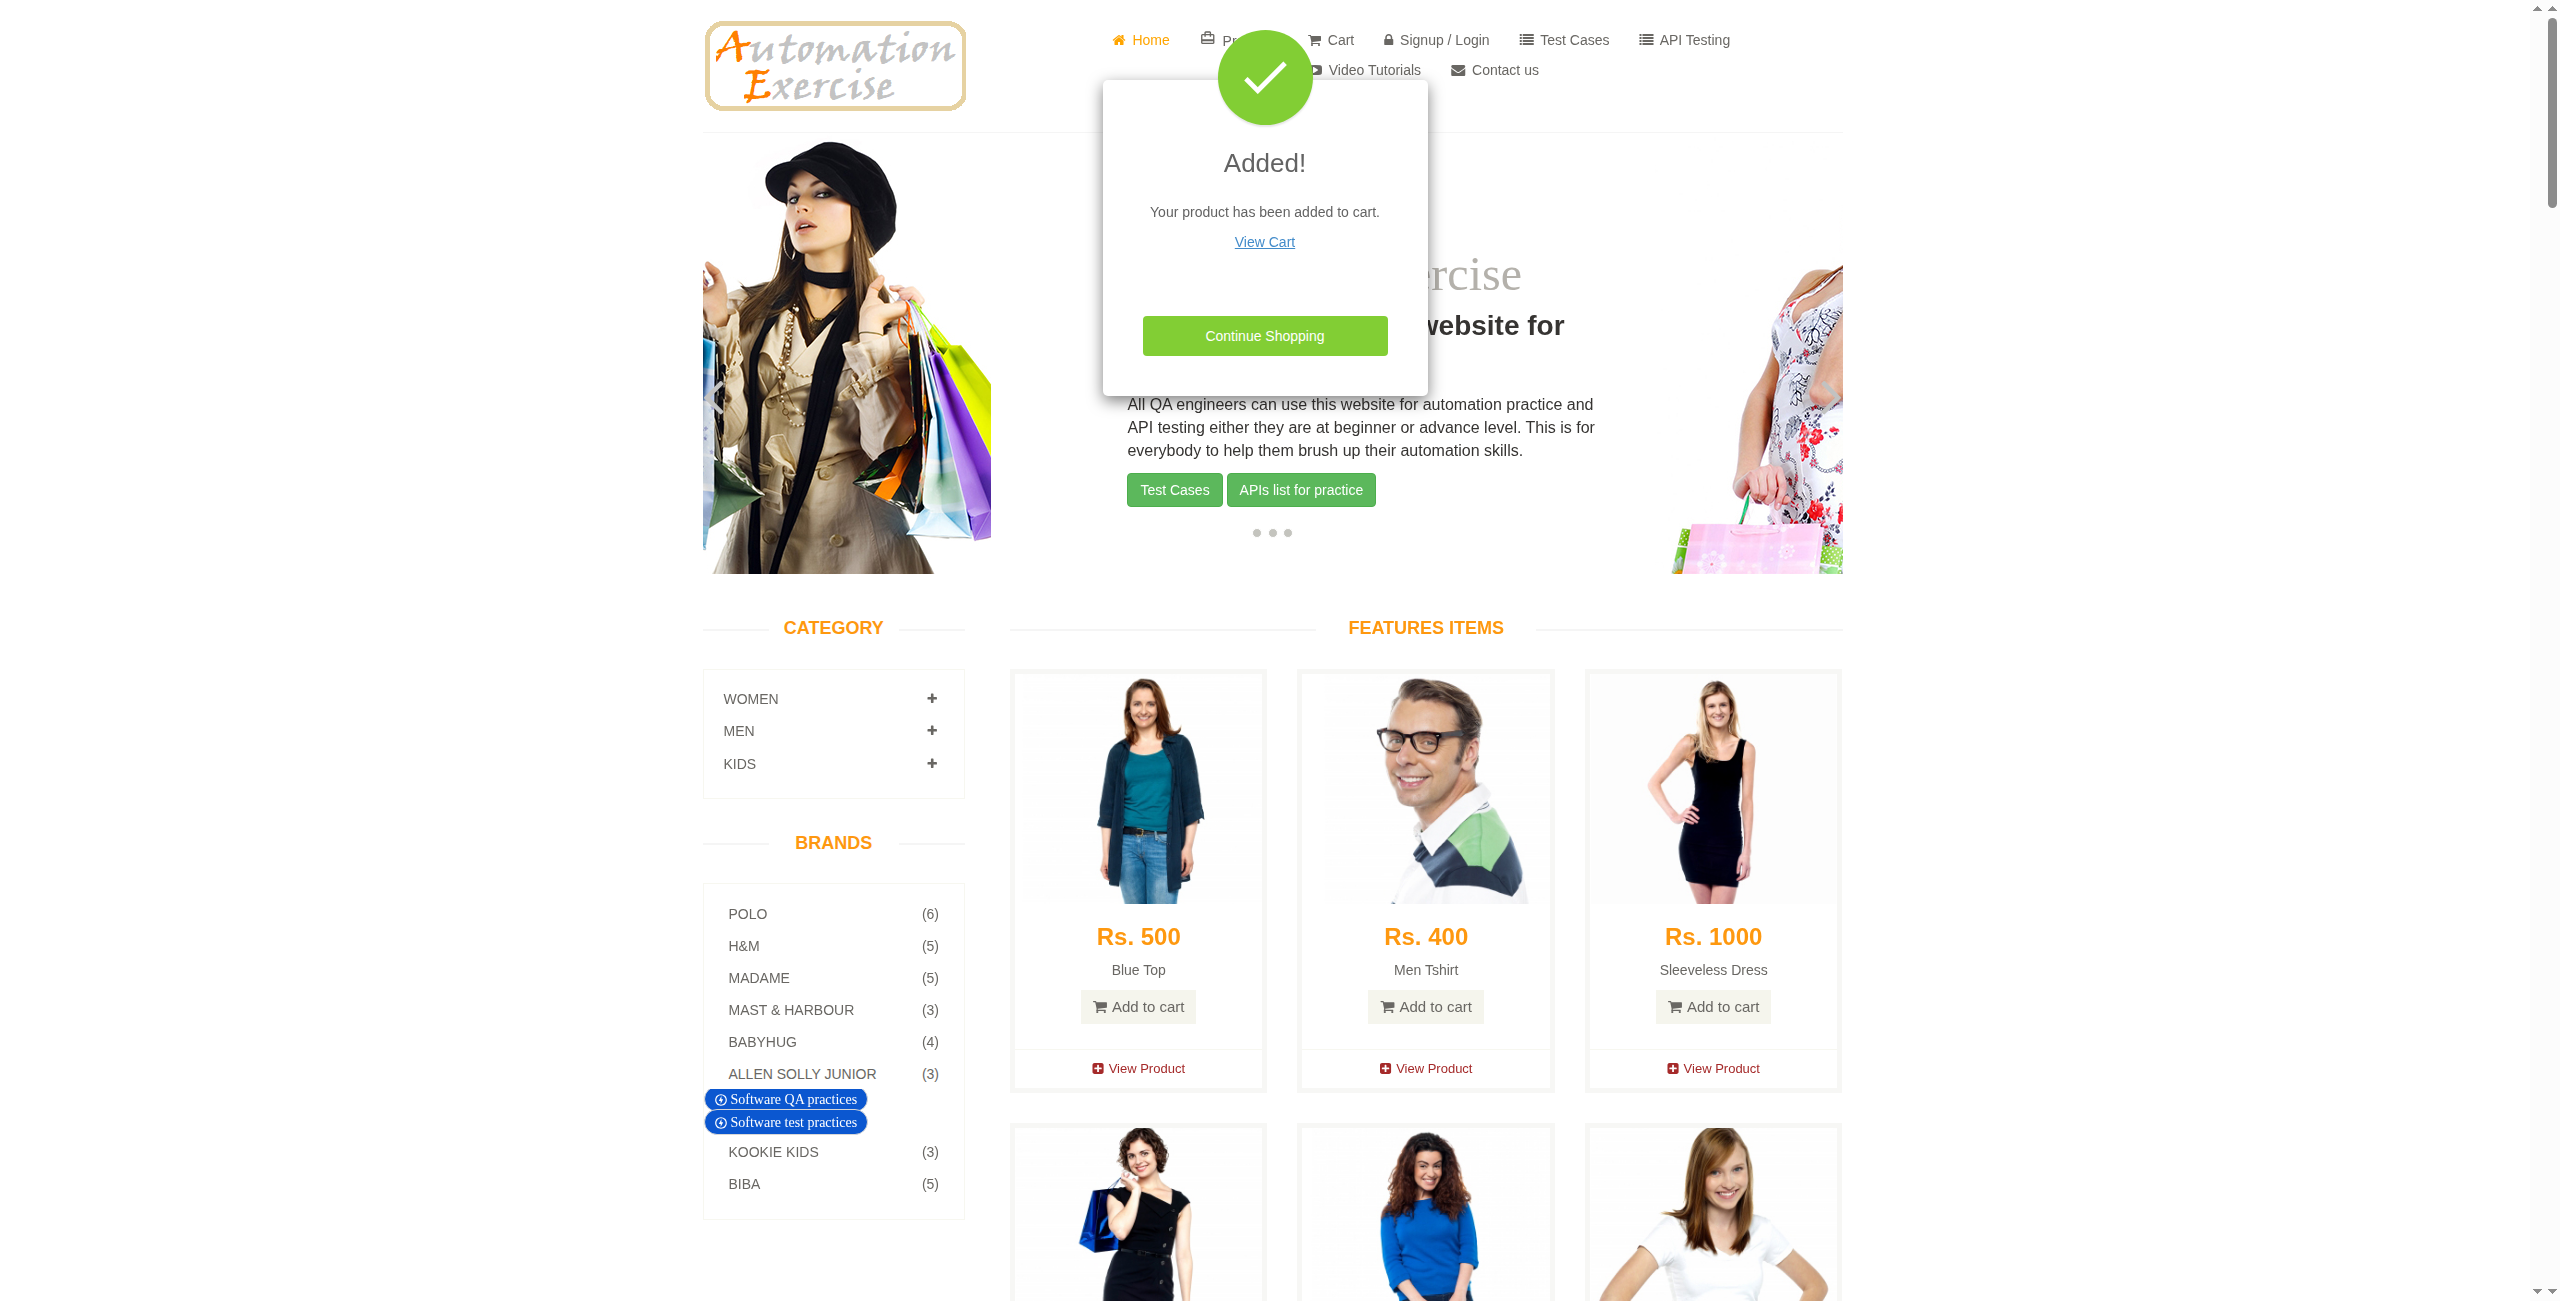 Automation
Exercise
Home
Cart
Signup / Login
Test Cases
API Testing
Video Tutorials
Contact us
Added!
Your product has been added to cart.
View Cart
Continue Shopping
All QA engineers can use this website for automation practice and
API testing either they are at beginner or advance level. This is for
everybody to help them brush up their automation skills.
Test Cases
APIs list for practice
website for
CATEGORY
WOMEN
MEN
KIDS
BRANDS
POLO (6)
H&M (5)
MADAME (5)
MAST & HARBOUR (3)
BABYHUG (4)
ALLEN SOLLY JUNIOR (3)
Software QA practices
Software test practices
KOOKIE KIDS (3)
BIBA (5)
FEATURES ITEMS
Rs. 500
Blue Top
Add to cart
View Product
Rs. 400
Men Tshirt
Add to cart
View Product
Rs. 1000
Sleeveless Dress
Add to cart
View Product